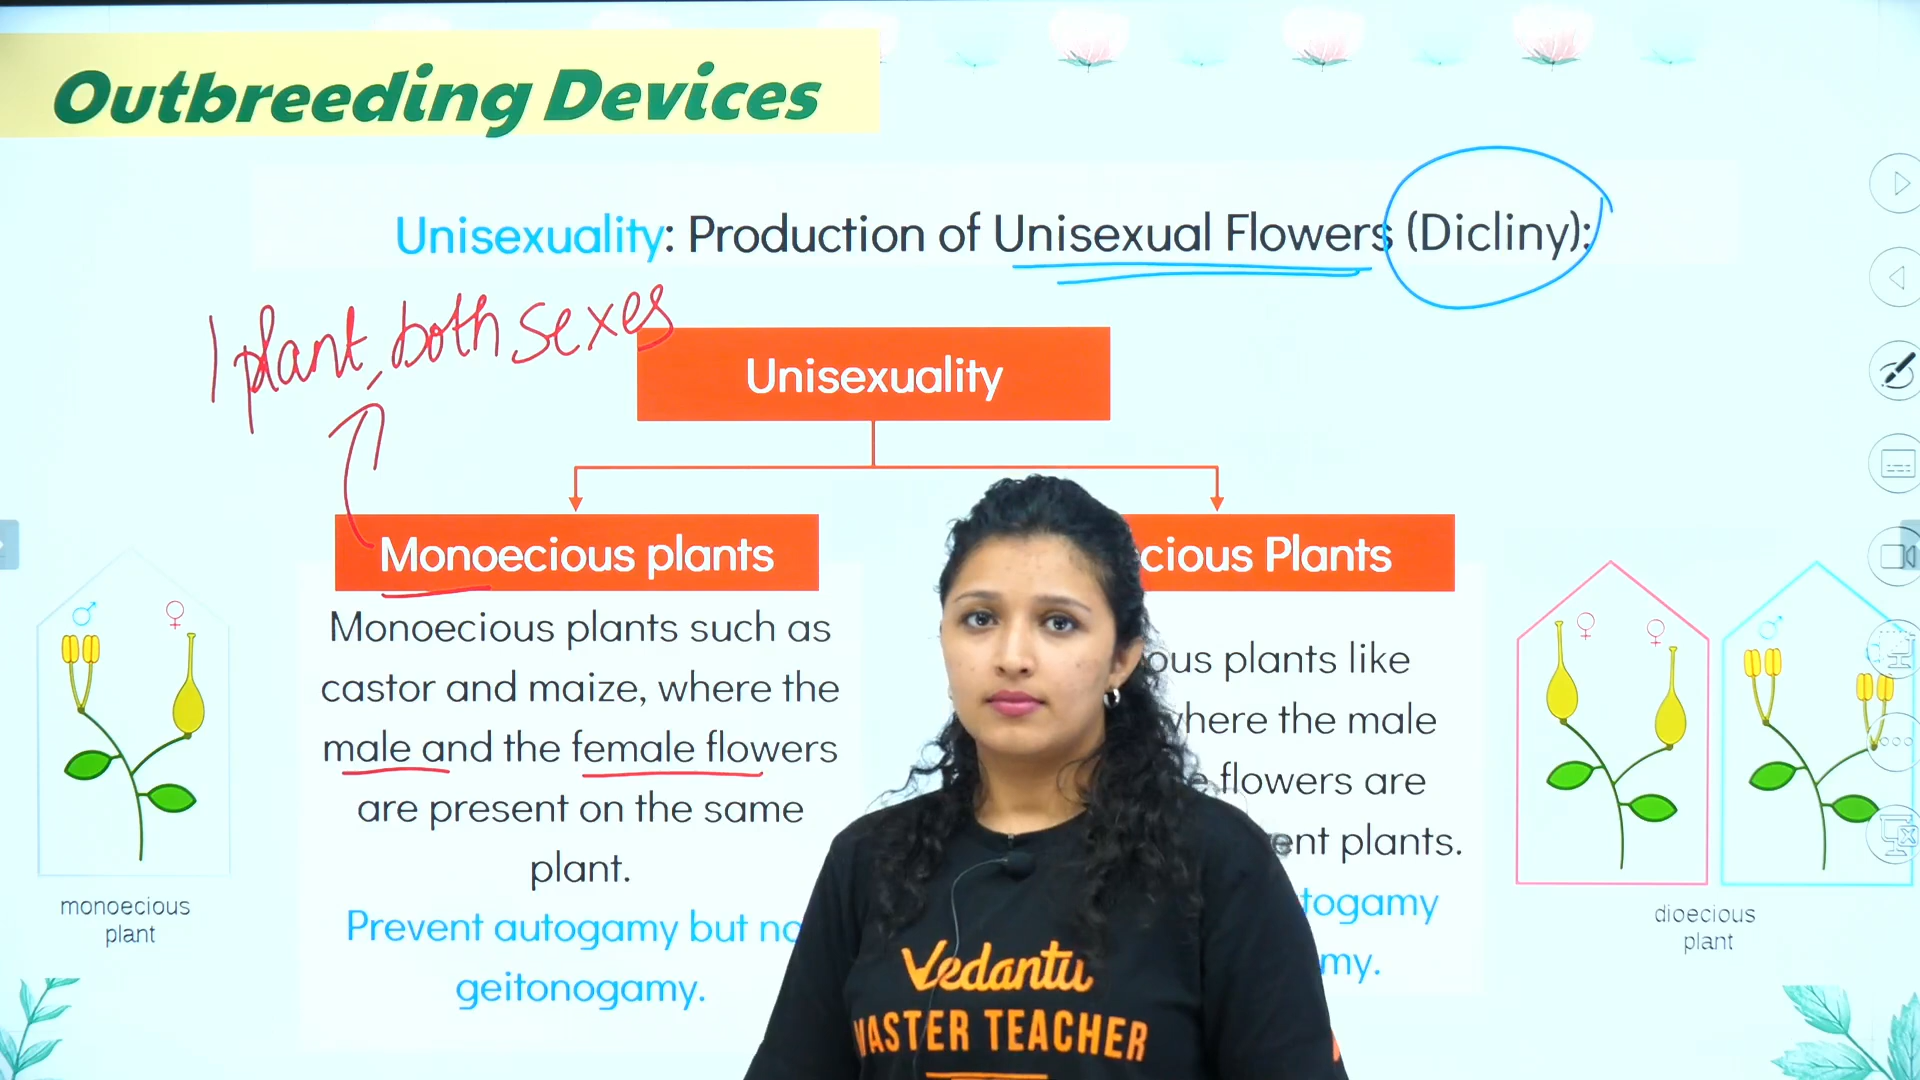 Outbreeding Devices
Unisexuality: Production of Unisexual Flowers (Dicliny):
1 plant, both sexes
Unisexuality
Monoecious plants
cious Plants
Monoecious plants such as
castor and maize, where the
male and the female flowers
are present on the same
plant.
Prevent autogamy but no
geitonogamy.
ous plants like
where the male
e flowers are
ent plants.
togamy
my.
monoecious
plant
dioecious
plant
Vedantu
MASTER TEACHER